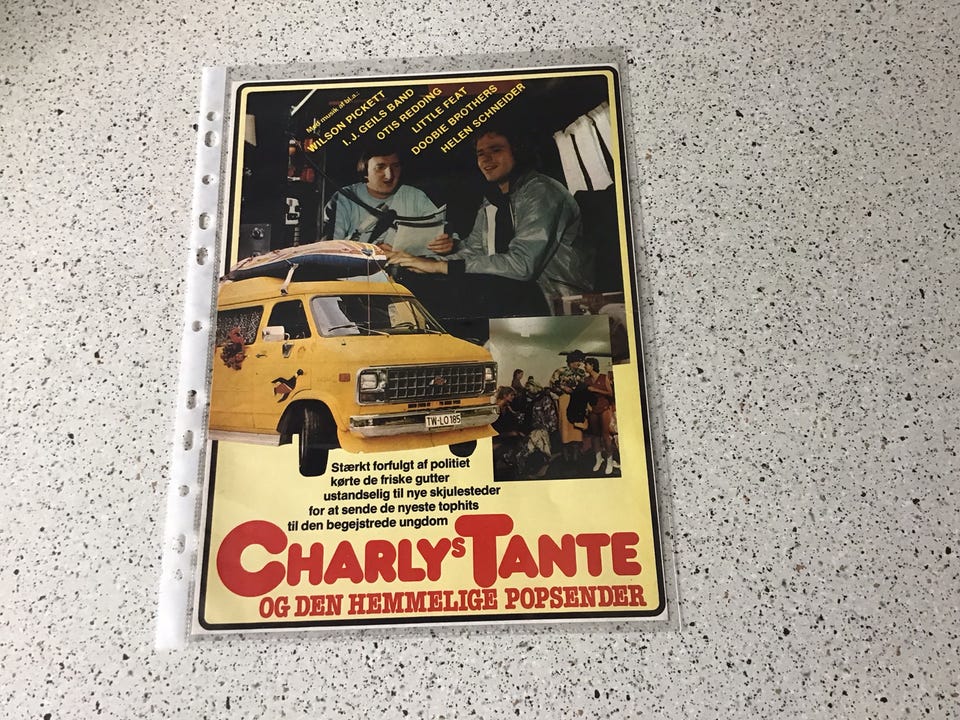 Med musik af bl.a.:
WILSON PICKETT
I. J. GEILS BAND
OTIS REDDING
LITTLE FEAT
DOOBIE BROTHERS
HELEN SCHNEIDER
TW-LO 185
Stærkt forfulgt af politiet
kørte de friske gutter
ustandselig til nye skjulesteder
for at sende de nyeste tophits
til den begejstrede ungdom
CHARLYS TANTE
OG DEN HEMMELIGE POPSENDER